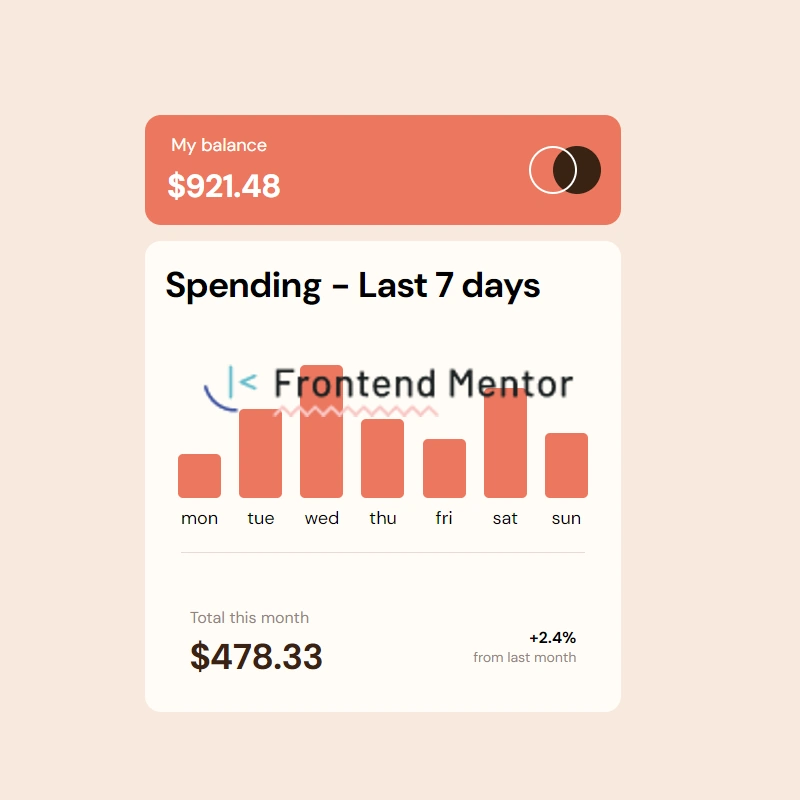 My balance
$921.48
Spending - Last 7 days
Frontend Mentor
mon tue wed thu fri sat sun
Total this month
$478.33
+2.4%
from last month